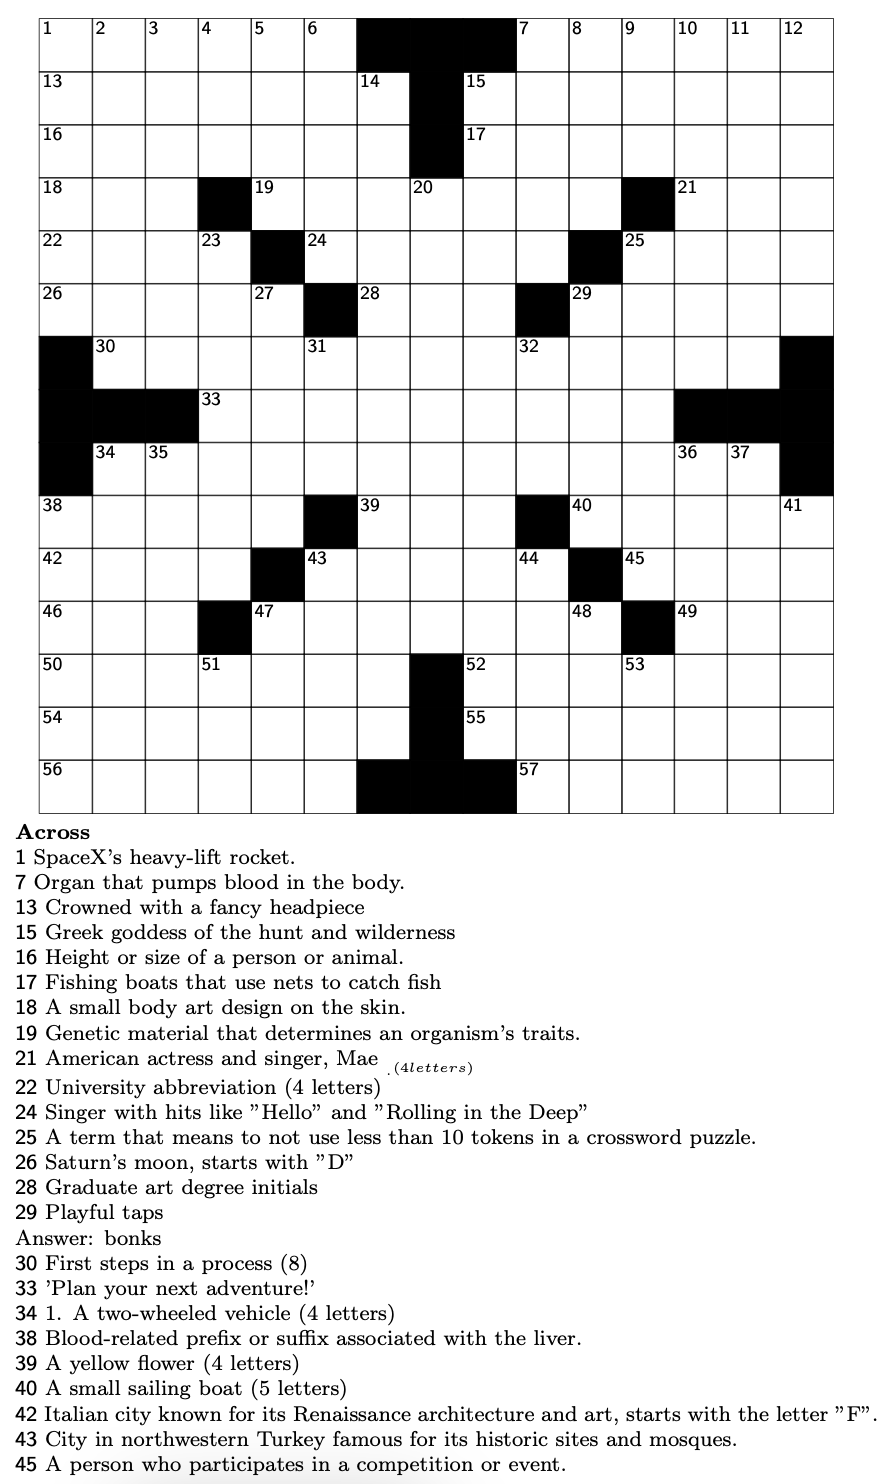 1 2 3 4 5 6 7 8 9 10 11 12
13 14 15
16 17
18 19 20 21
22 23 24 25
26 27 28 29
30 31 32
33
34 35 36 37
38 39 40 41
42 43 44 45
46 47 48 49
50 51 52 53
54 55
56 57
Across
1 SpaceX's heavy-lift rocket.
7 Organ that pumps blood in the body.
13 Crowned with a fancy headpiece
15 Greek goddess of the hunt and wilderness
16 Height or size of a person or animal.
17 Fishing boats that use nets to catch fish
18 A small body art design on the skin.
19 Genetic material that determines an organism's traits.
21 American actress and singer, Mae .(4letters)
22 University abbreviation (4 letters)
24 Singer with hits like "Hello" and "Rolling in the Deep"
25 A term that means to not use less than 10 tokens in a crossword puzzle.
26 Saturn's moon, starts with "D"
28 Graduate art degree initials
29 Playful taps
Answer: bonks
30 First steps in a process (8)
33 'Plan your next adventure!'
34 1. A two-wheeled vehicle (4 letters)
38 Blood-related prefix or suffix associated with the liver.
39 A yellow flower (4 letters)
40 A small sailing boat (5 letters)
42 Italian city known for its Renaissance architecture and art, starts with the letter "F".
43 City in northwestern Turkey famous for its historic sites and mosques.
45 A person who participates in a competition or event.